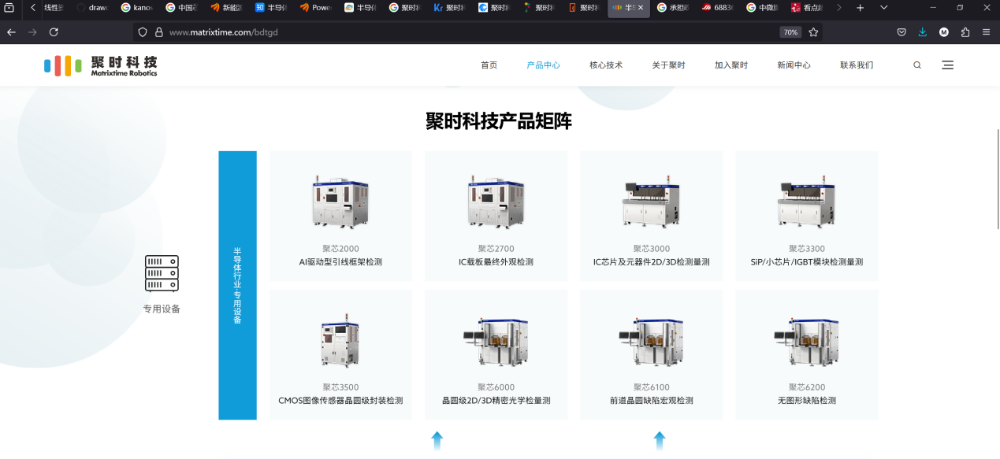 线性
draw
kanos
中国芯
新能
半导体
Power
半导体
聚时科
聚时科
聚时科
聚时科
聚时科
半导
承担
6883
中微
看点
www.matrixtime.com/bdtgd
70%
聚时科技
Matrixtime Robotics
首页
产品中心
核心技术
关于聚时
加入聚时
新闻中心
联系我们
聚时科技产品矩阵
专用设备
半导体行业-专用设备
聚芯2000
AI驱动型引线框架检测
聚芯2700
IC载板最终外观检测
聚芯3000
IC芯片及元器件2D/3D检测量测
聚芯3300
SiP/小芯片/IGBT模块检测量测
聚芯3500
CMOS图像传感器晶圆级封装检测
聚芯6000
晶圆级2D/3D精密光学检量测
聚芯6100
前道晶圆缺陷宏观检测
聚芯6200
无图形缺陷检测